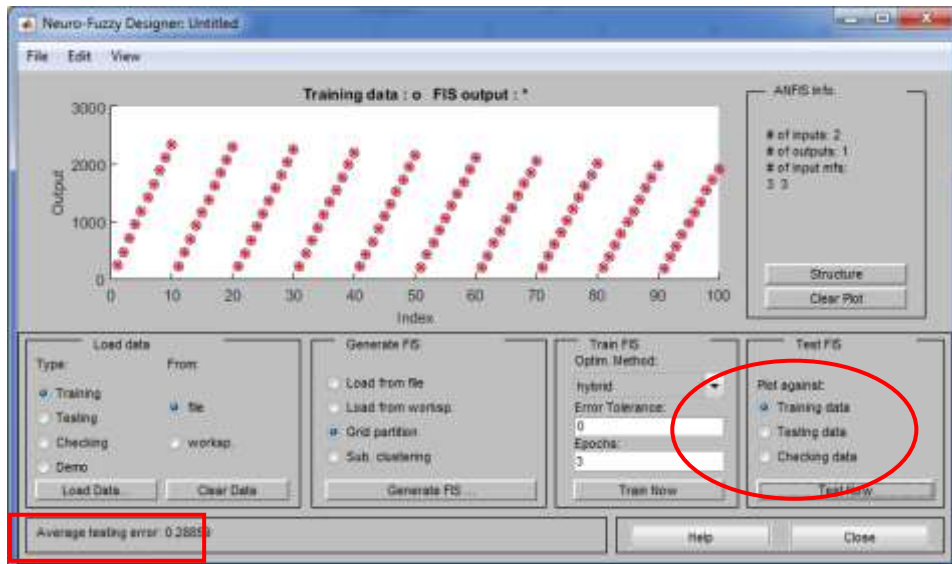 Neuro-Fuzzy Designer: Untitled
File Edit View
Training data : o FIS output : *
3000
2000
1000
0
Output
0 10 20 30 40 50 60 70 80 90 100
Index
ANFIS Info.
# of inputs: 2
# of outputs: 1
# of input mfs:
3 3
Structure
Clear Plot
Load data
Type: From:
Training
Testing
Checking
Demo
file
worksp.
Load Data... Clear Data
Generate FIS
Load from file
Load from worksp.
Grid partition
Sub. clustering
Generate FIS ...
Train FIS
Optim. Method:
hybrid
Error Tolerance:
0
Epochs:
3
Train Now
Test FIS
Plot against:
Training data
Testing data
Checking data
Test Now
Average testing error:
Help Close